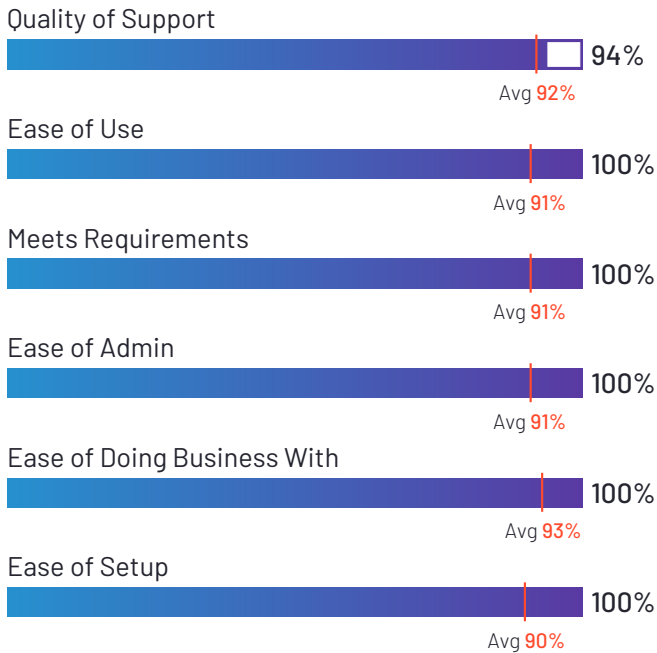 Quality of Support
94%
Avg 92%
Ease of Use
100%
Avg 91%
Meets Requirements
100%
Avg 91%
Ease of Admin
100%
Avg 91%
Ease of Doing Business With
100%
Avg 93%
Ease of Setup
100%
Avg 90%